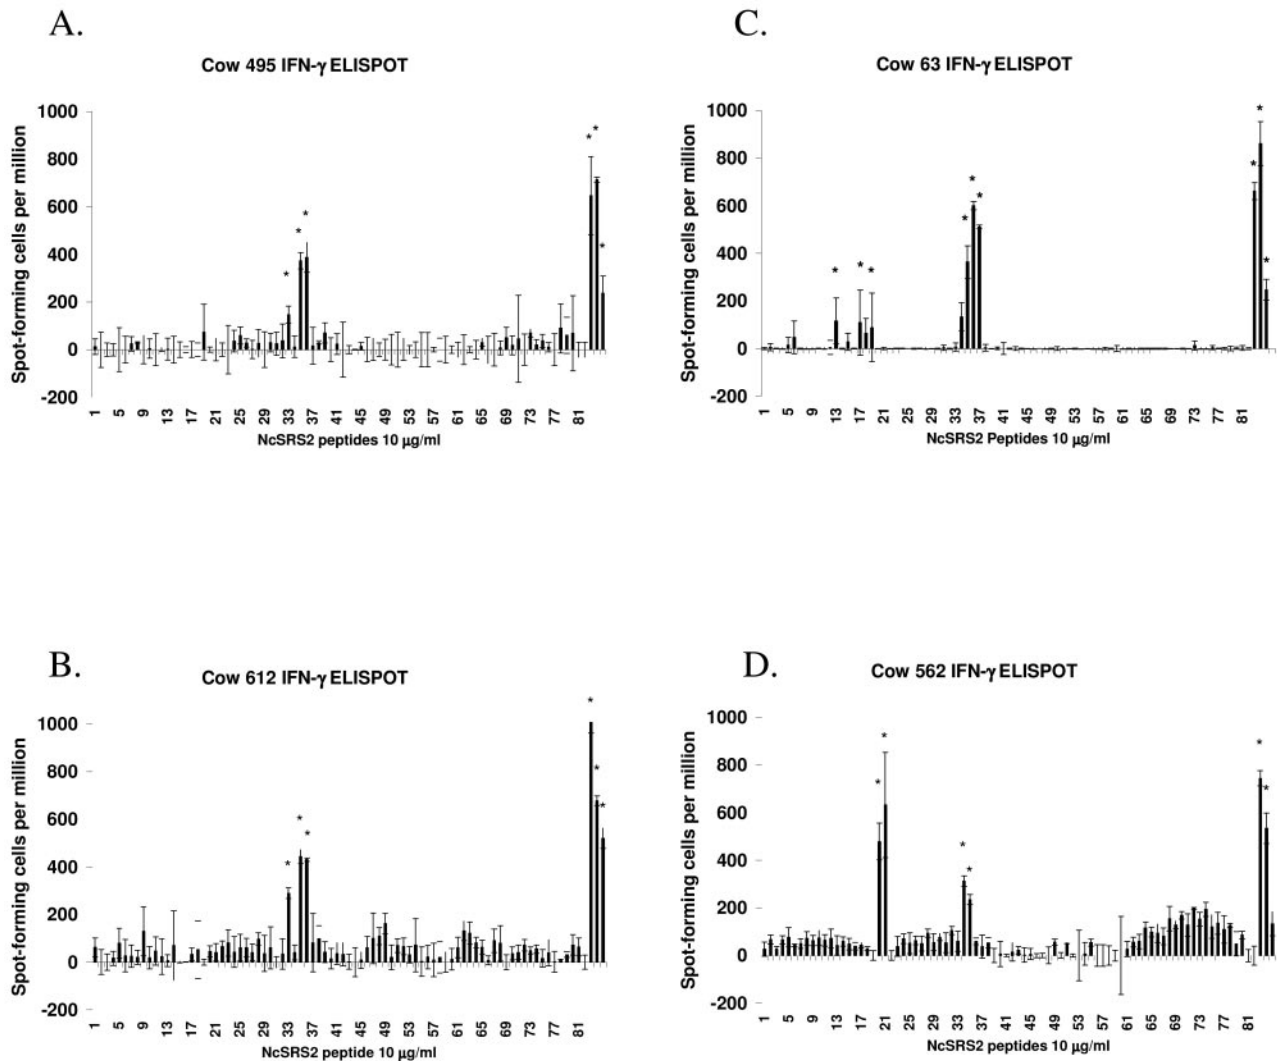 A.
Cow 495 IFN-γ ELISPOT
Spot-forming cells per million
1000
800
600
400
200
0
-200
* * * * * *
1 5 9 13 17 21 25 29 33 37 41 45 49 53 57 61 65 69 73 77 81
NcSRS2 peptides 10 µg/ml
C.
Cow 63 IFN-γ ELISPOT
Spot-forming cells per million
1000
800
600
400
200
0
-200
* * * * * * * * *
1 5 9 13 17 21 25 29 33 37 41 45 49 53 57 61 65 69 73 77 81
NcSRS2 Peptides 10 µg/ml
B.
Cow 612 IFN-γ ELISPOT
Spot-forming cells per million
1000
800
600
400
200
0
-200
* * * * * *
1 5 9 13 17 21 25 29 33 37 41 45 49 53 57 61 65 69 73 77 81
NcSRS2 peptide 10 µg/ml
D.
Cow 562 IFN-γ ELISPOT
Spot-forming cells per million
1000
800
600
400
200
0
-200
* * * * * *
1 5 9 13 17 21 25 29 33 37 41 45 49 53 57 61 65 69 73 77 81
NcSRS2 peptides 10 µg/ml